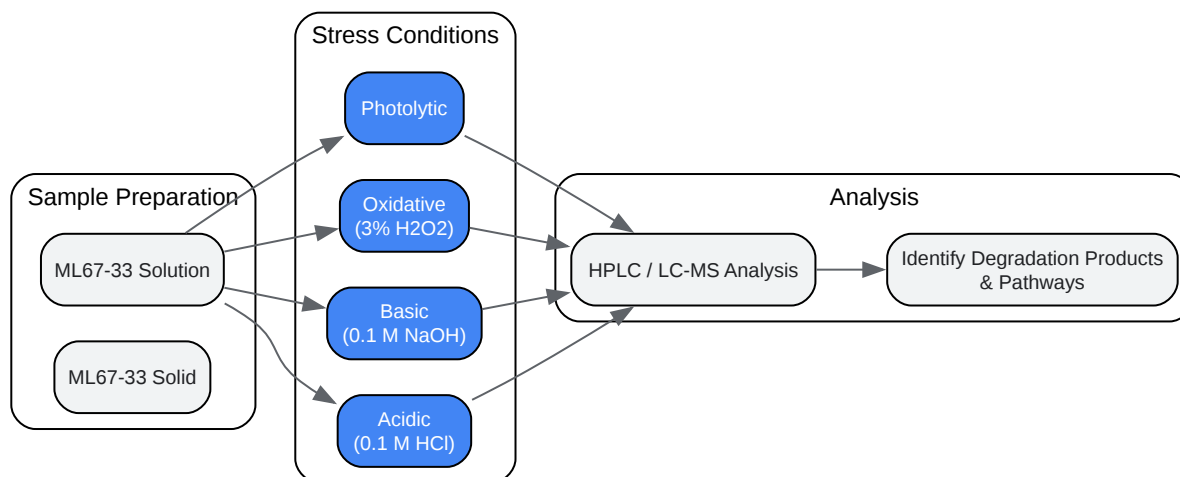 Stress Conditions
Photolytic
Sample Preparation
Oxidative
(3% H2O2)
Analysis
ML67-33 Solution
HPLC / LC-MS Analysis
Identify Degradation Products
& Pathways
Basic
(0.1 M NaOH)
ML67-33 Solid
Acidic
(0.1 M HCl)